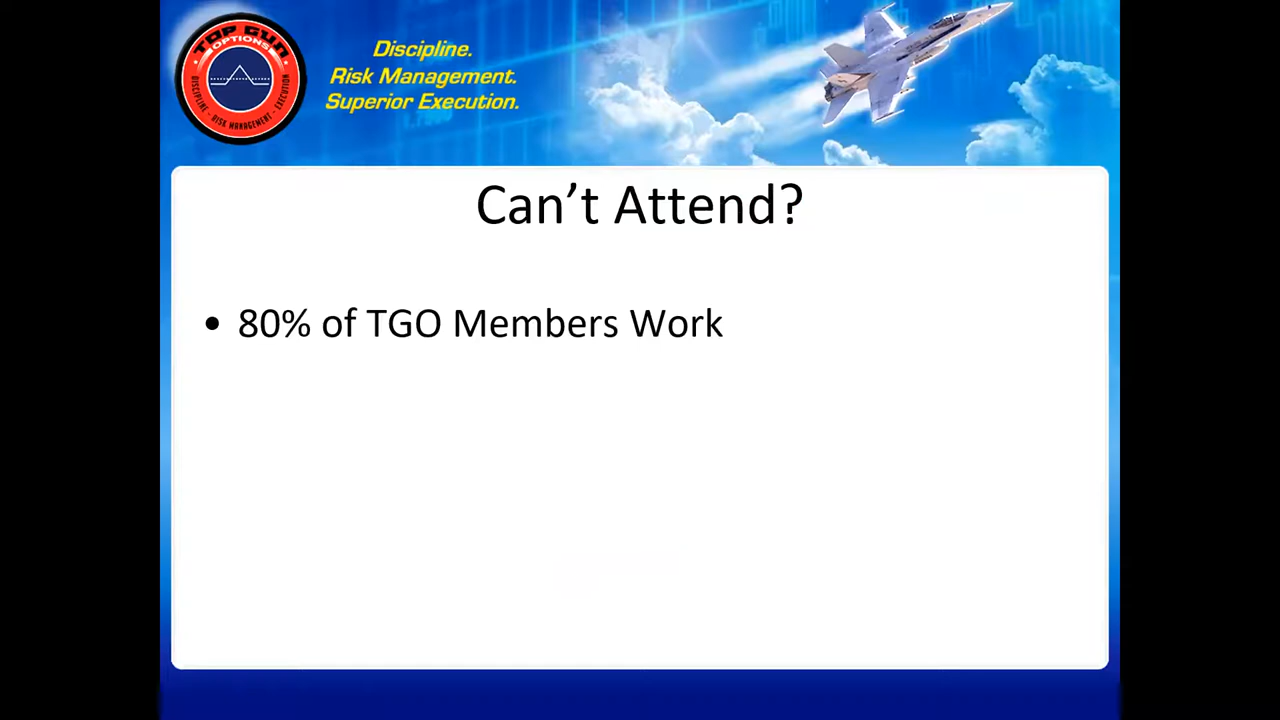 TOP GUN
OPTIONS
DISCIPLINE - RISK MANAGEMENT - EXECUTION
Discipline.
Risk Management.
Superior Execution.
Can’t Attend?
• 80% of TGO Members Work